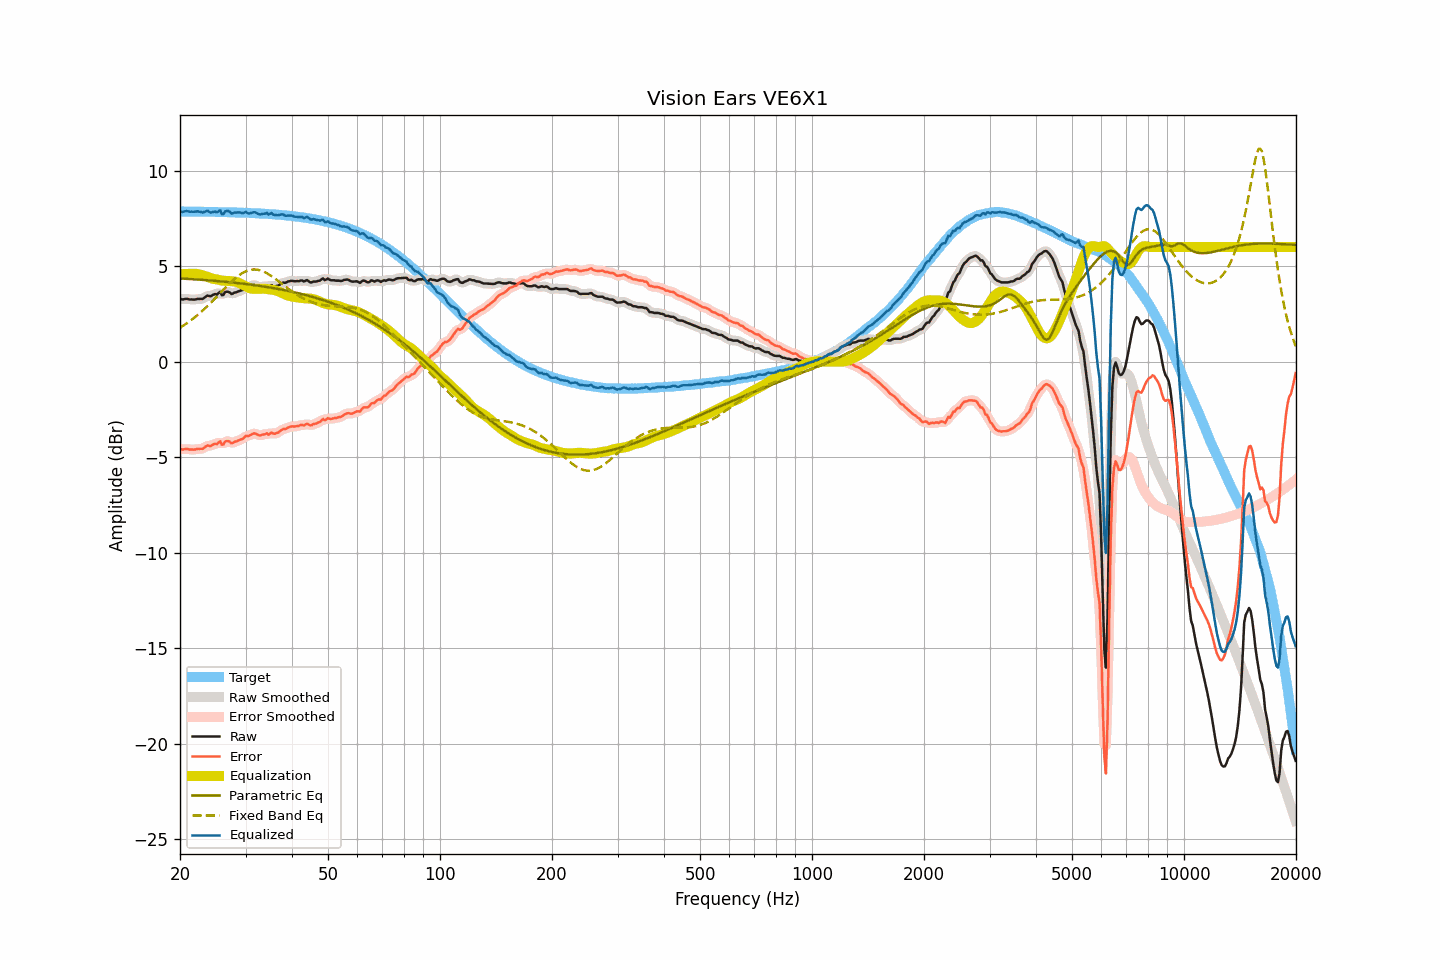 Vision Ears VE6X1
Amplitude (dBr)
10
5
0
−5
−10
−15
−20
−25
Target
Raw Smoothed
Error Smoothed
Raw
Error
Equalization
Parametric Eq
Fixed Band Eq
Equalized
20 50 100 200 500 1000 2000 5000 10000 20000
Frequency (Hz)